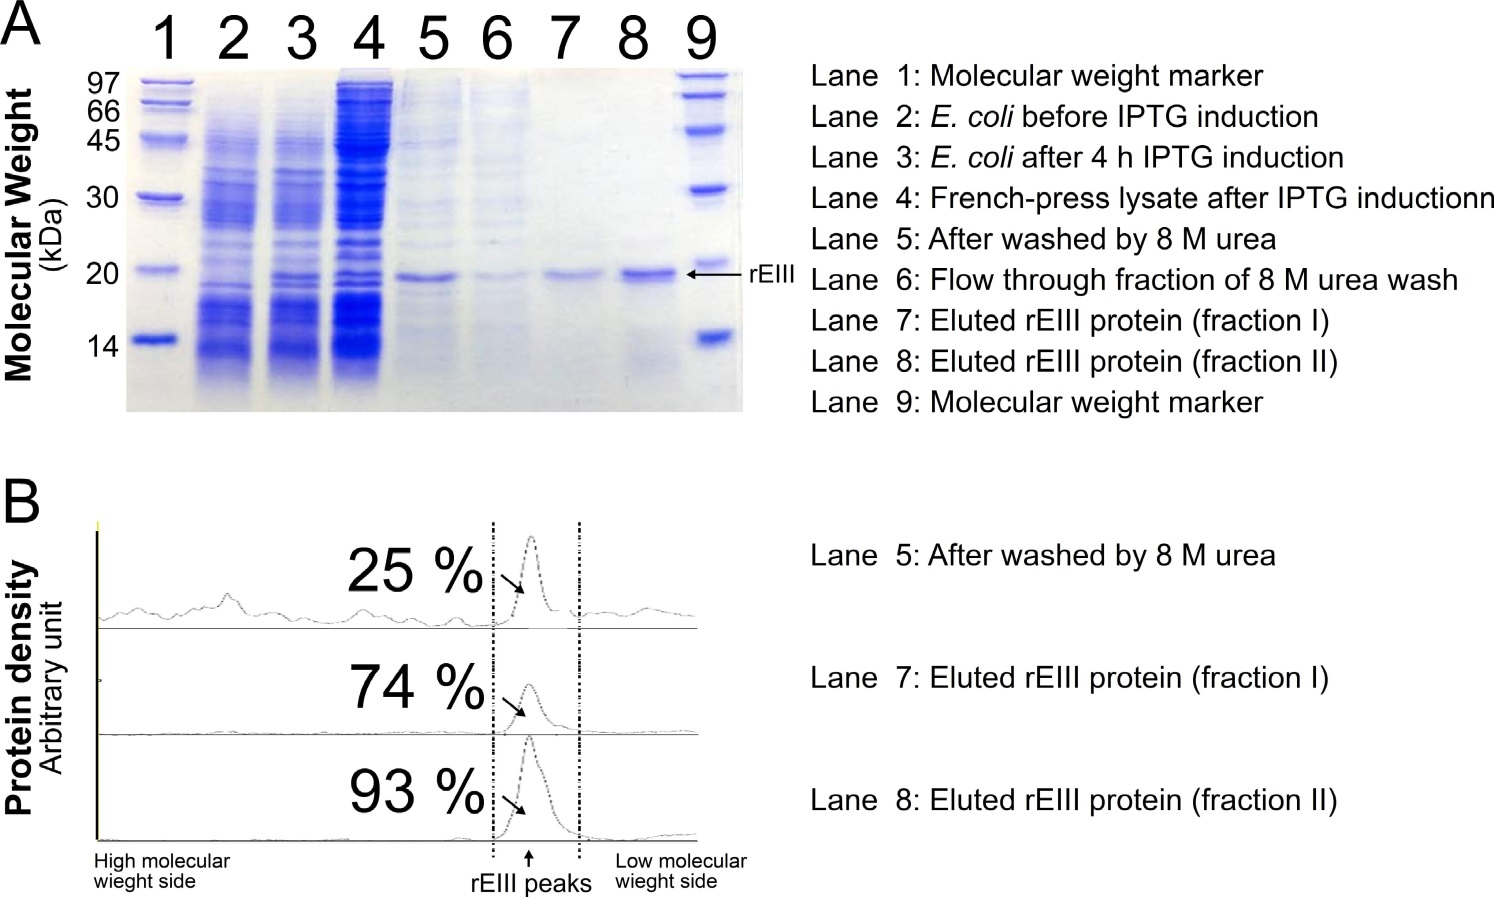 A
1 2 3 4 5 6 7 8 9
Molecular Weight
(kDa)
97
66
45
30
20
14
rEIII
Lane 1: Molecular weight marker
Lane 2: E. coli before IPTG induction
Lane 3: E. coli after 4 h IPTG induction
Lane 4: French-press lysate after IPTG inductionn
Lane 5: After washed by 8 M urea
Lane 6: Flow through fraction of 8 M urea wash
Lane 7: Eluted rEIII protein (fraction I)
Lane 8: Eluted rEIII protein (fraction II)
Lane 9: Molecular weight marker
B
Protein density
Arbitrary unit
25 %
Lane 5: After washed by 8 M urea
74 %
Lane 7: Eluted rEIII protein (fraction I)
93 %
Lane 8: Eluted rEIII protein (fraction II)
High molecular
wieght side
rEIII peaks
Low molecular
wieght side